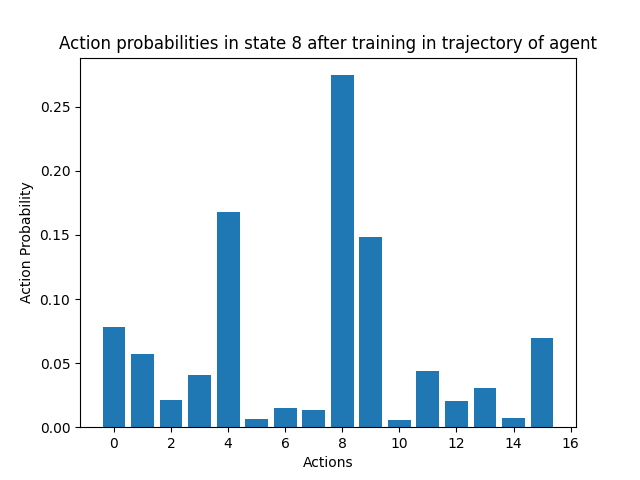 Action probabilities in state 8 after training in trajectory of agent
0.25
0.20
0.15
0.10
0.05
0.00
Action Probability
0 2 4 6 8 10 12 14 16
Actions